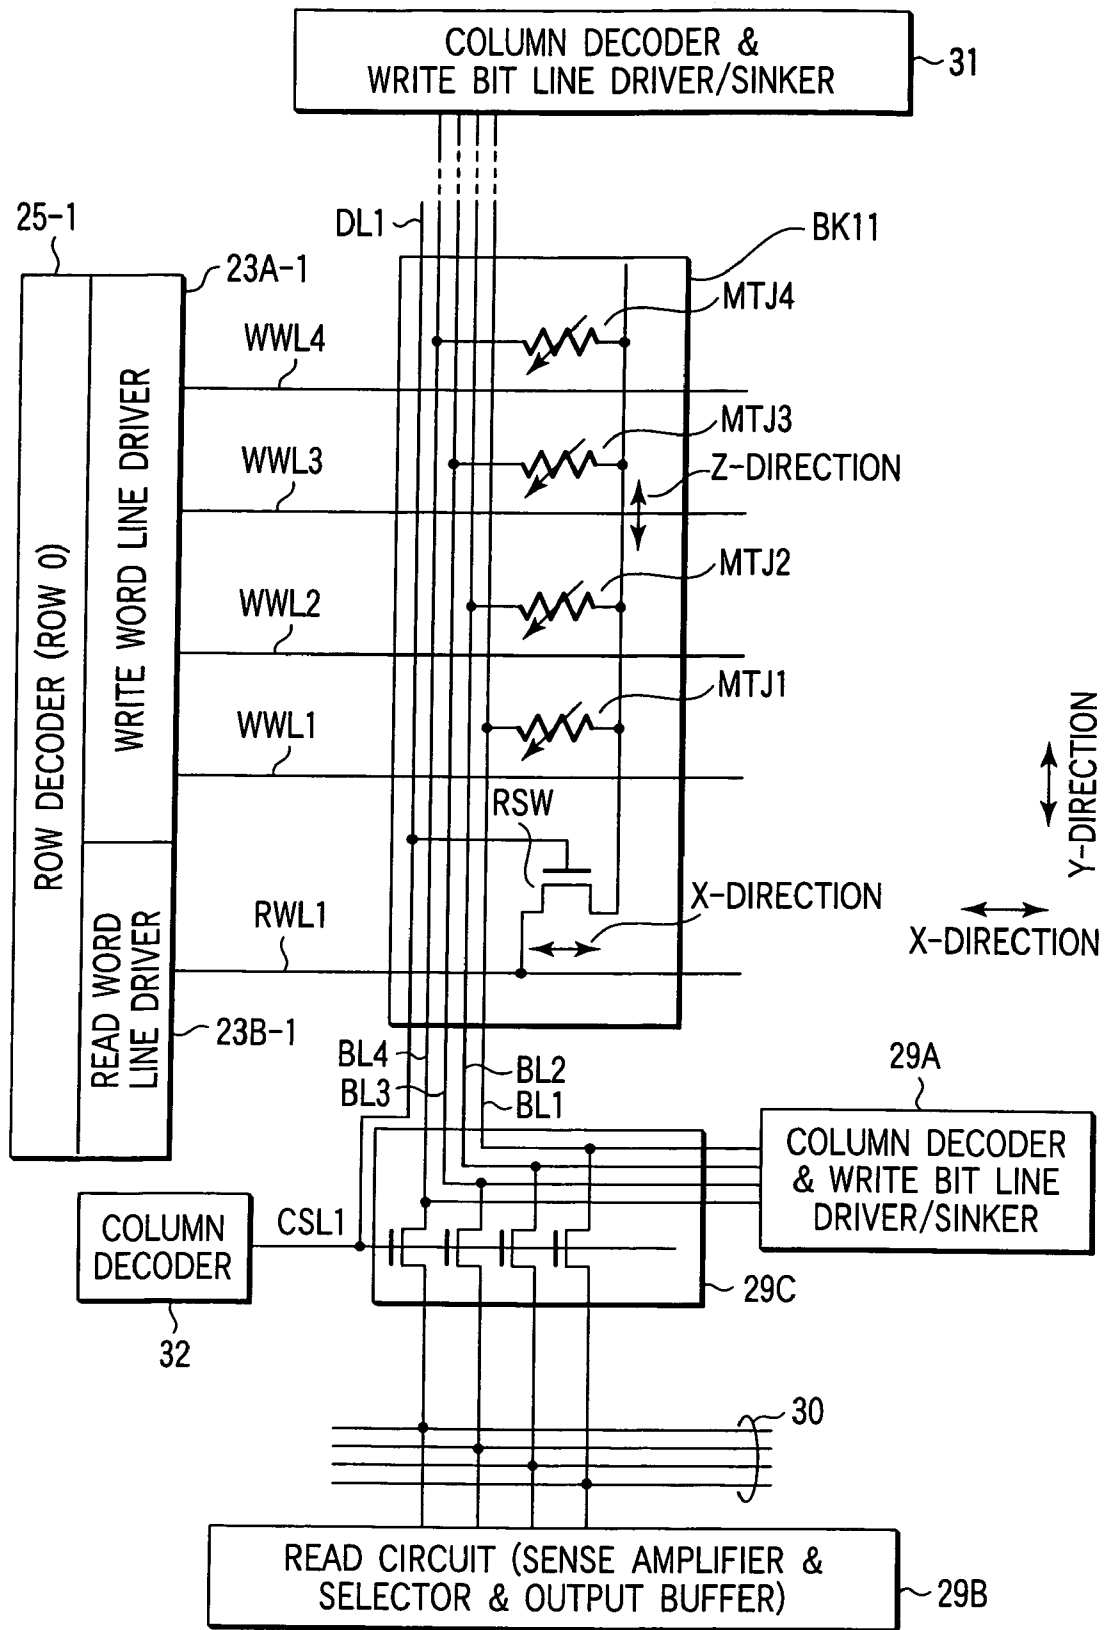 COLUMN DECODER &
WRITE BIT LINE DRIVER/SINKER
31
25-1
DL1
BK11
23A-1
MTJ4
WWL4
MTJ3
WWL3
Z-DIRECTION
ROW DECODER (ROW 0)
WRITE WORD LINE DRIVER
MTJ2
WWL2
MTJ1
WWL1
Y-DIRECTION
RSW
X-DIRECTION
X-DIRECTION
RWL1
READ WORD
LINE DRIVER
23B-1
BL4
BL2
BL3
BL1
29A
COLUMN DECODER
& WRITE BIT LINE
DRIVER/SINKER
COLUMN
DECODER
CSL1
29C
32
30
READ CIRCUIT (SENSE AMPLIFIER &
SELECTOR & OUTPUT BUFFER)
29B